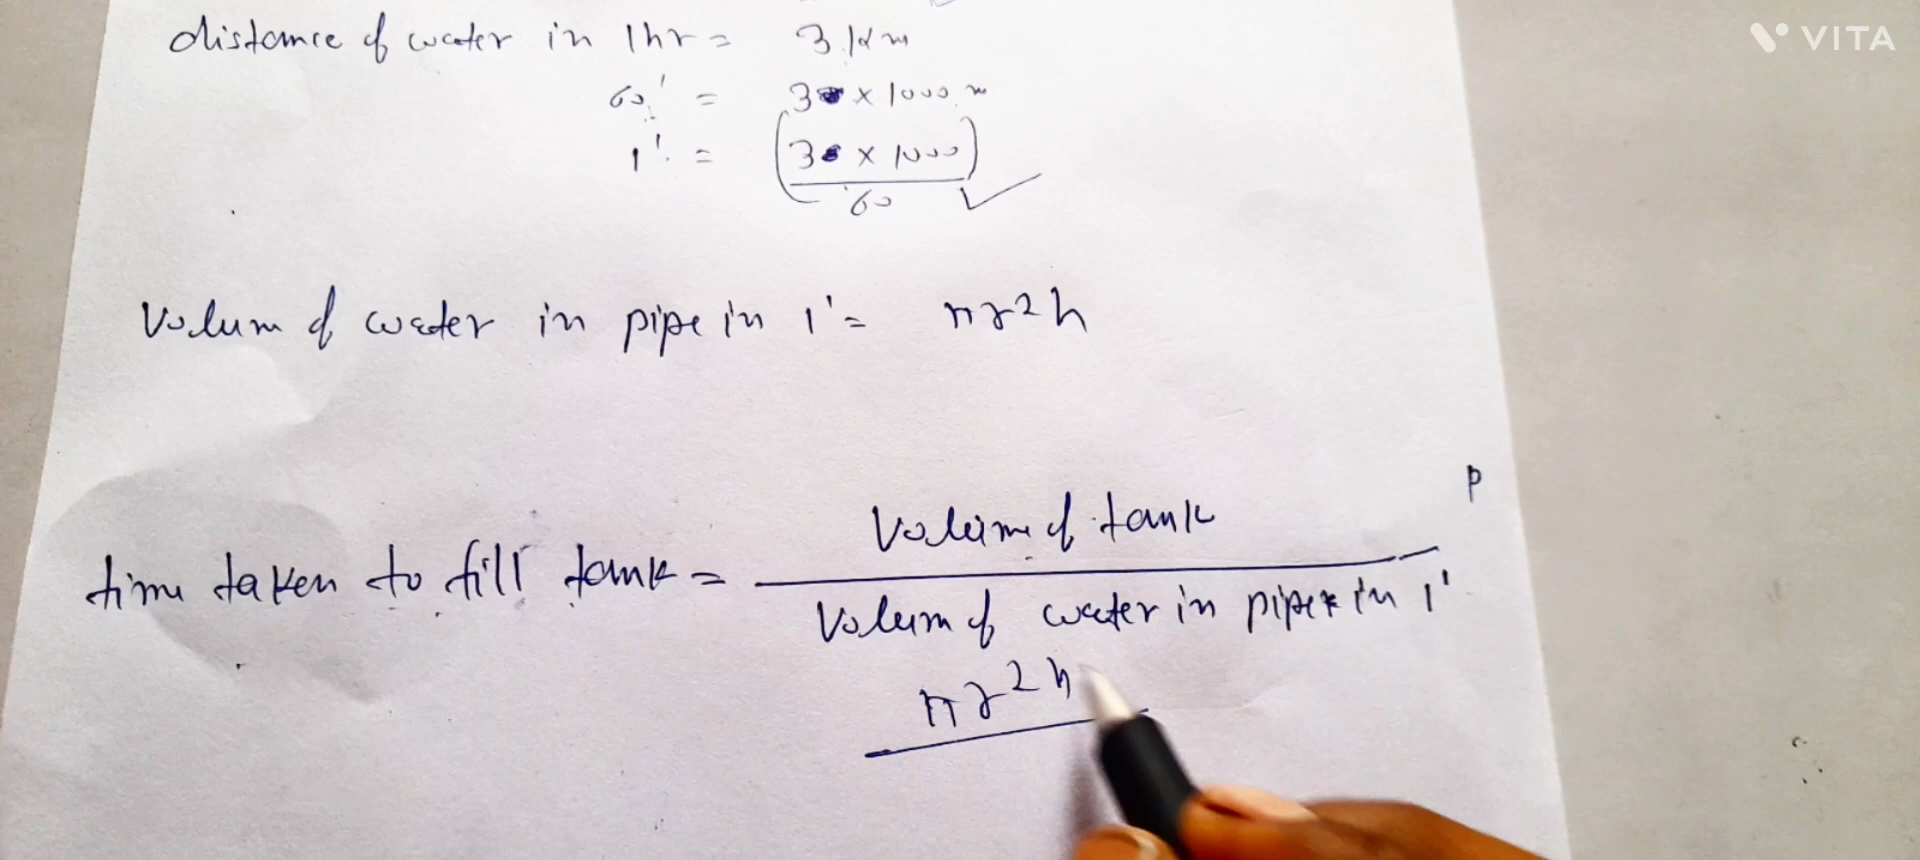 distance of water in 1hr = 3 km
VITA
60' = 3 x 1000 m
1' = (3 x 1000)
60
Volum of water in pipe in 1' = πr2h
p
Volum of tank
time taken to fill tank =
Volum of water in pipe in 1'
πr2h